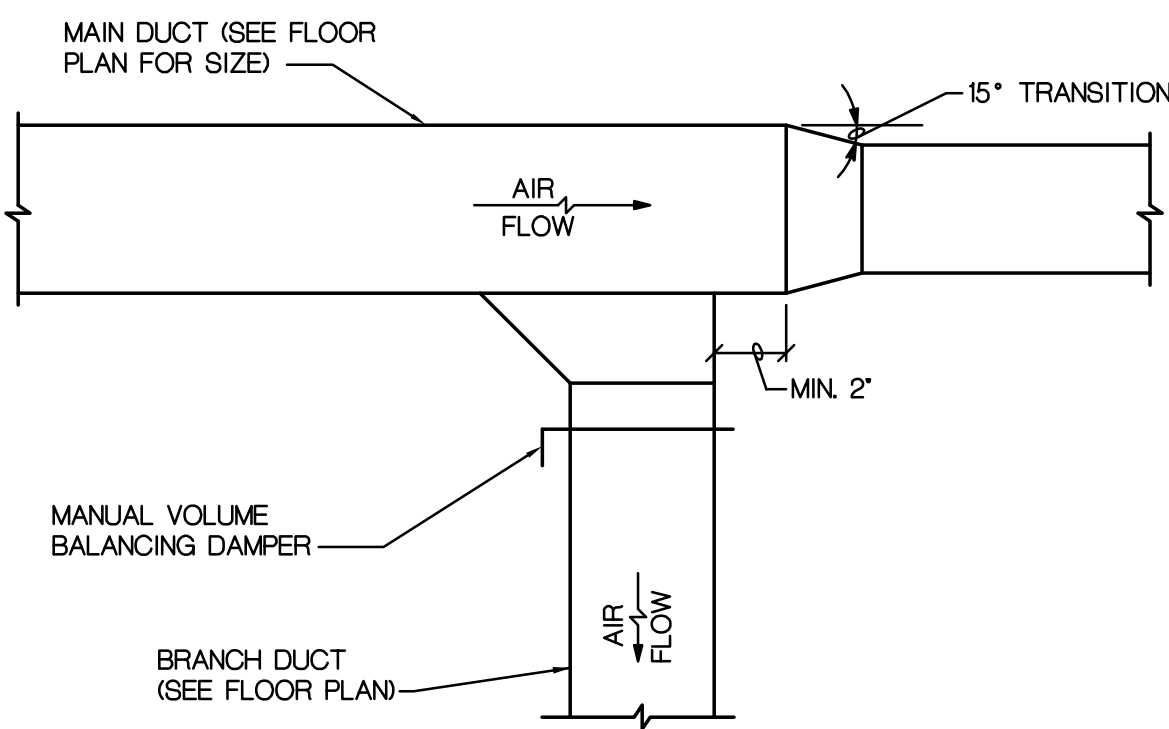 MAIN DUCT (SEE FLOOR
PLAN FOR SIZE)
15° TRANSITION
AIR
FLOW
MIN. 2"
MANUAL VOLUME
BALANCING DAMPER
AIR
FLOW
BRANCH DUCT
(SEE FLOOR PLAN)